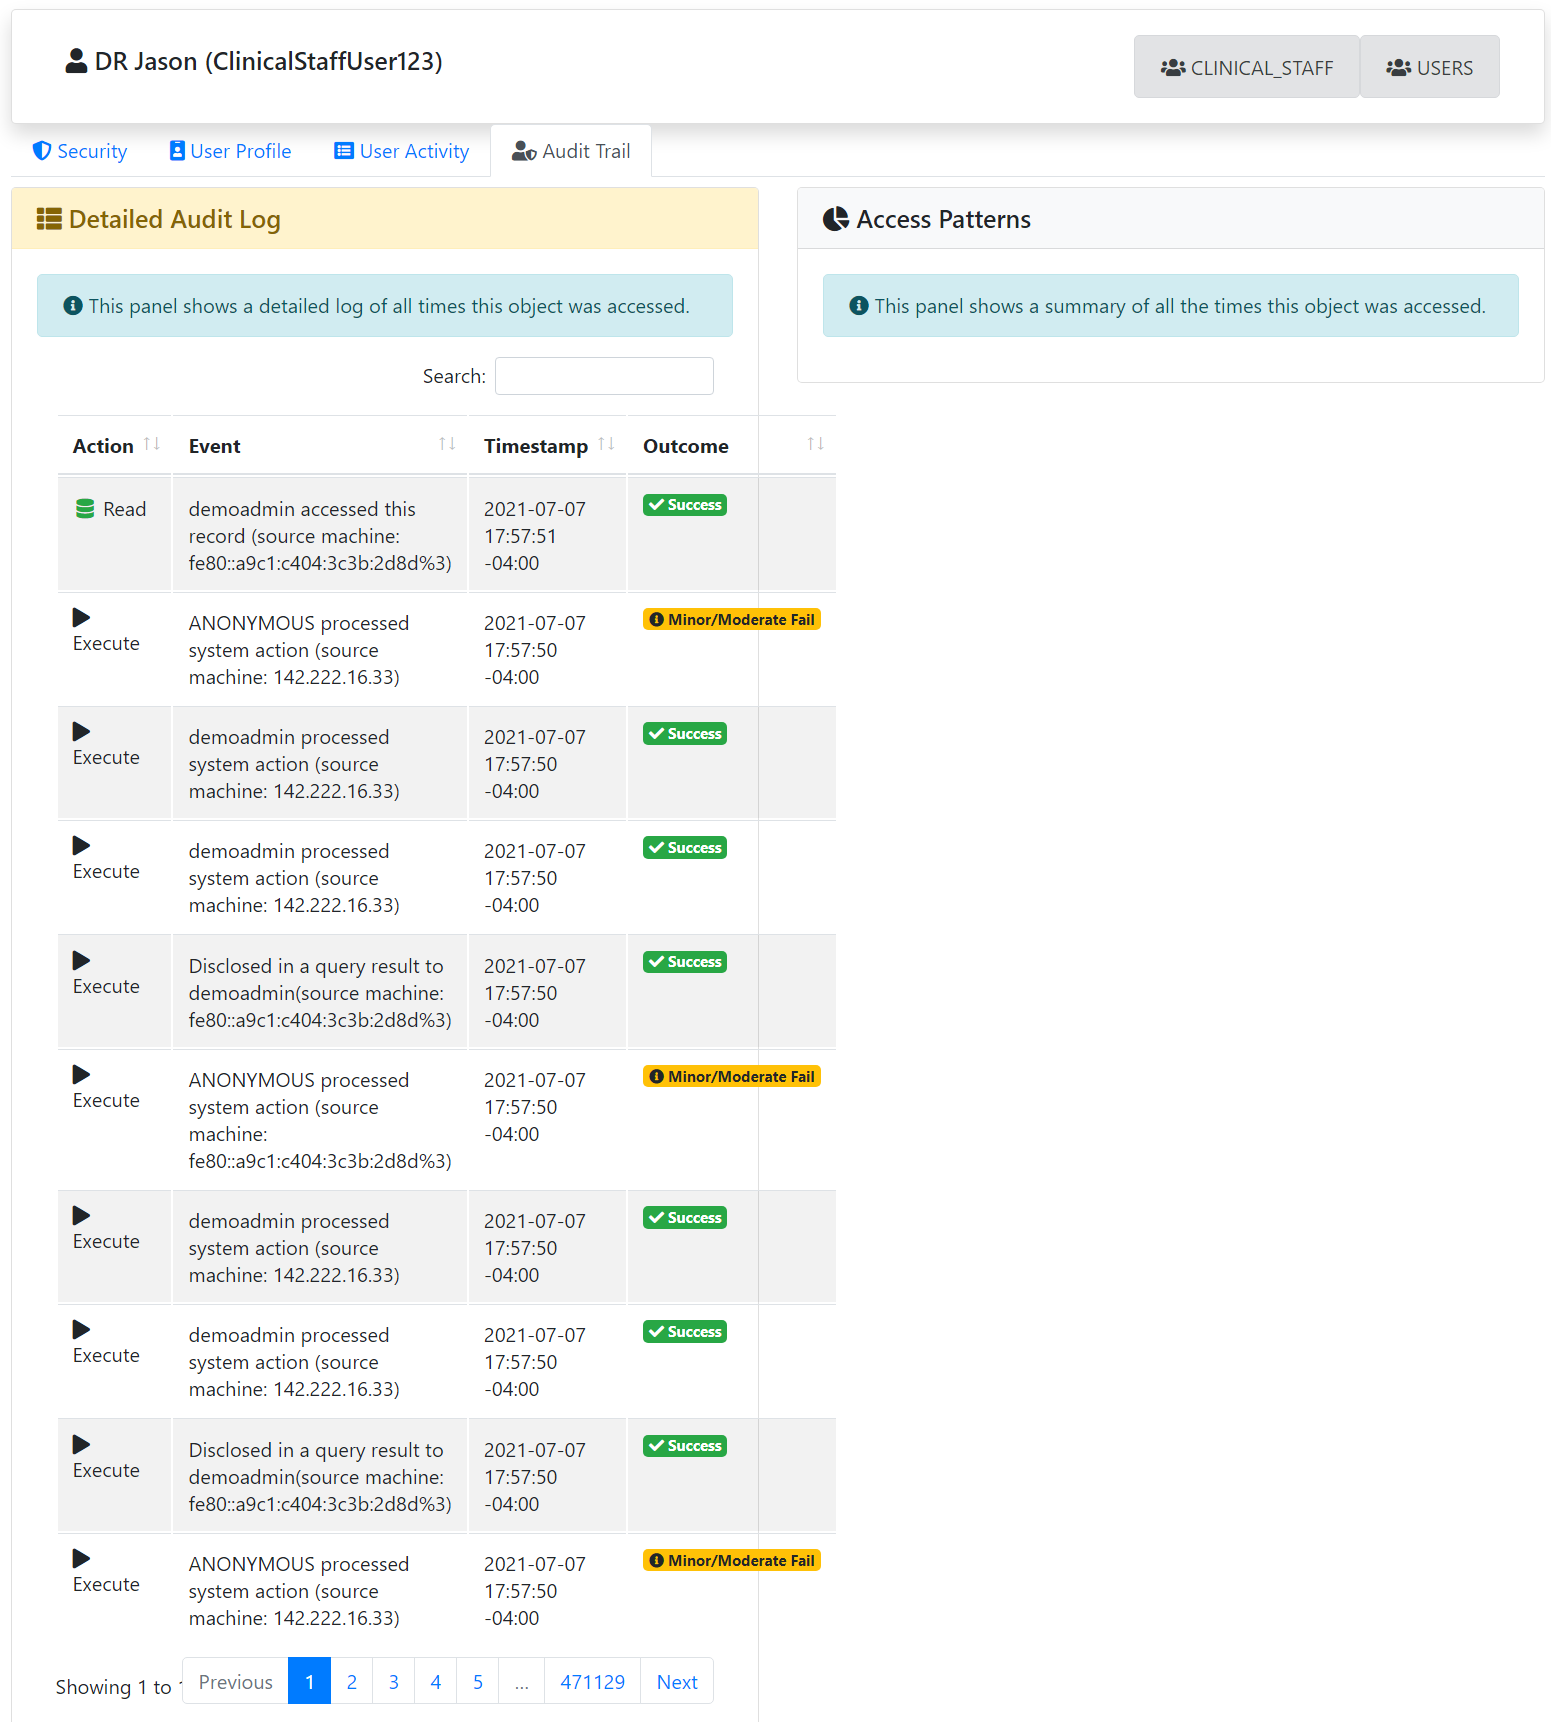 DR Jason (ClinicalStaffUser123)
CLINICAL_STAFF
USERS
Security
User Profile
User Activity
Audit Trail
Detailed Audit Log
This panel shows a detailed log of all times this object was accessed.
Search:
Action
Event
Timestamp
Outcome
Read
demoadmin accessed this
record (source machine:
fe80::a9c1:c404:3c3b:2d8d%3)
2021-07-07
17:57:51
-04:00
Success
Execute
ANONYMOUS processed
system action (source
machine: 142.222.16.33)
2021-07-07
17:57:50
-04:00
Minor/Moderate Fail
Execute
demoadmin processed
system action (source
machine: 142.222.16.33)
2021-07-07
17:57:50
-04:00
Success
Execute
demoadmin processed
system action (source
machine: 142.222.16.33)
2021-07-07
17:57:50
-04:00
Success
Execute
Disclosed in a query result to
demoadmin(source machine:
fe80::a9c1:c404:3c3b:2d8d%3)
2021-07-07
17:57:50
-04:00
Success
Execute
ANONYMOUS processed
system action (source
machine:
fe80::a9c1:c404:3c3b:2d8d%3)
2021-07-07
17:57:50
-04:00
Minor/Moderate Fail
Execute
demoadmin processed
system action (source
machine: 142.222.16.33)
2021-07-07
17:57:50
-04:00
Success
Execute
demoadmin processed
system action (source
machine: 142.222.16.33)
2021-07-07
17:57:50
-04:00
Success
Execute
Disclosed in a query result to
demoadmin(source machine:
fe80::a9c1:c404:3c3b:2d8d%3)
2021-07-07
17:57:50
-04:00
Success
Execute
ANONYMOUS processed
system action (source
machine: 142.222.16.33)
2021-07-07
17:57:50
-04:00
Minor/Moderate Fail
Showing 1 to
Previous
1
2
3
4
5
...
471129
Next
Access Patterns
This panel shows a summary of all the times this object was accessed.